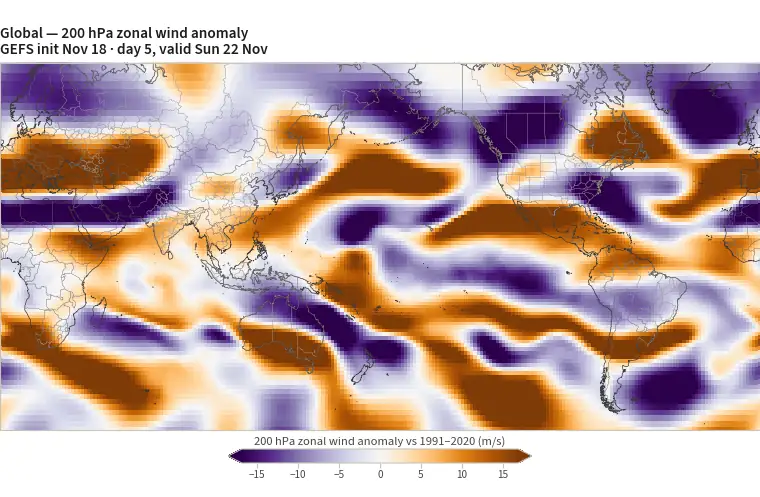 Global — 200 hPa zonal wind anomaly
GEFS init Nov 18 · day 5, valid Sun 22 Nov
200 hPa zonal wind anomaly vs 1991–2020 (m/s)
−15 −10 −5 0 5 10 15